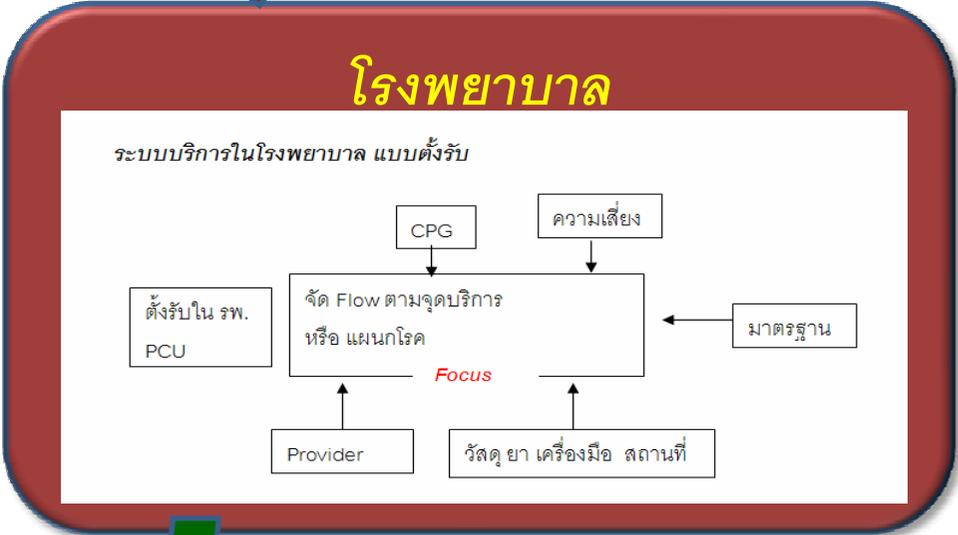 โรงพยาบาล
ระบบบริการในโรงพยาบาล แบบตั้งรับ
CPG
ความเสี่ยง
ตั้งรับใน รพ.
PCU
จัด Flow ตามจุดบริการ
หรือ แผนกโรค
มาตรฐาน
Focus
Provider
วัสดุ ยา เครื่องมือ สถานที่